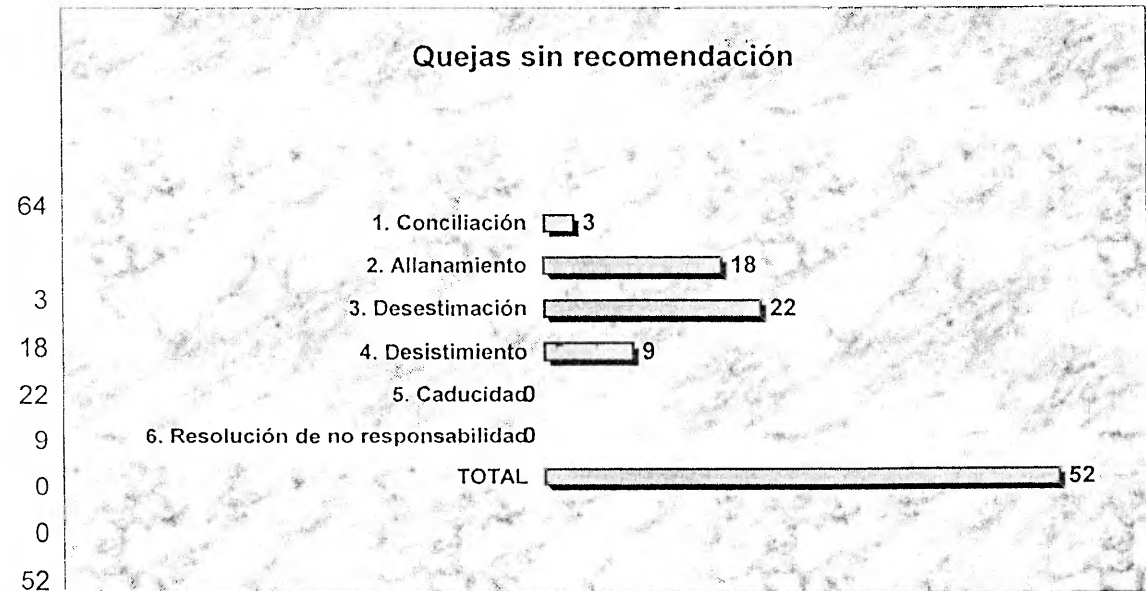 Quejas sin recomendación
64
1. Conciliación 3
2. Allanamiento 18
3 3. Desestimación 22
18 4. Desistimiento 9
22 5. Caducidad 0
9 6. Resolución de no responsabilidad 0
0 TOTAL 52
0
52